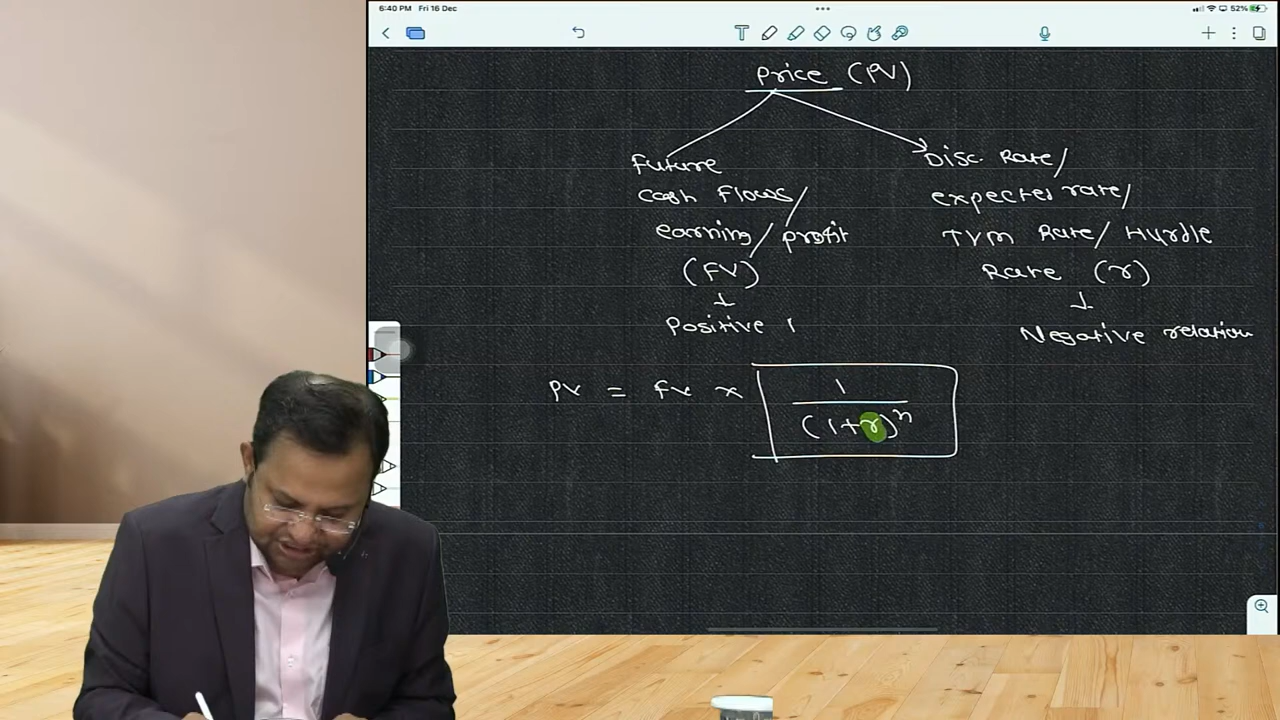 6:40 PM Fri 16 Dec
52%
Price (PV)
Future
cash flows/
earning/profit
(FV)
Positive
Disc. Rate/
expected rate/
TVM Rate/Hurdle
Rate (r)
Negative relation
PV = FV x 1
(1+r)^n